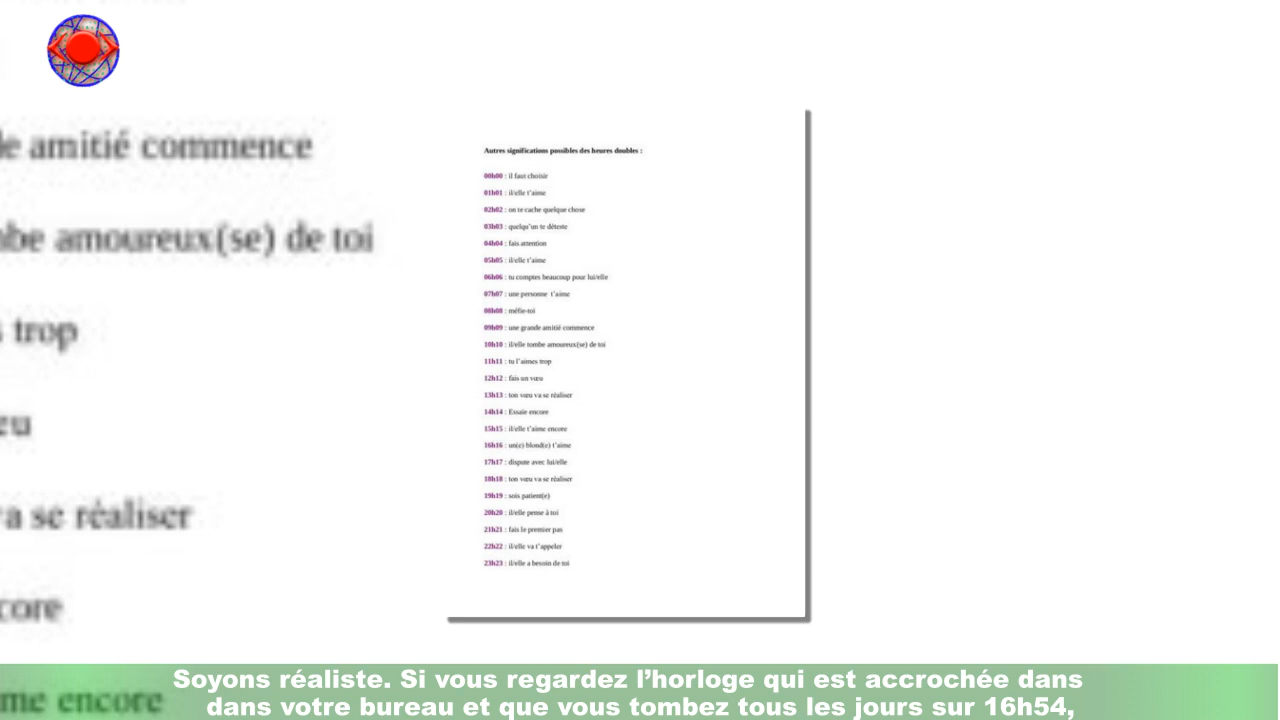 de amitié commence
mbe amoureux(se) de toi
s trop
eu
va se réaliser
core
me encore
Autres significations possibles des heures doubles :
00h00 : il faut choisir
01h01 : il/elle t'aime
02h02 : on te cache quelque chose
03h03 : quelqu'un te déteste
04h04 : fais attention
05h05 : il/elle t'aime
06h06 : tu comptes beaucoup pour lui/elle
07h07 : une personne t'aime
08h08 : méfie-toi
09h09 : une grande amitié commence
10h10 : il/elle tombe amoureux(se) de toi
11h11 : tu l'aimes trop
12h12 : fais un vœu
13h13 : ton vœu va se réaliser
14h14 : Essaie encore
15h15 : il/elle t'aime encore
16h16 : un(e) blond(e) t'aime
17h17 : dispute avec lui/elle
18h18 : ton vœu va se réaliser
19h19 : sois patient(e)
20h20 : il/elle pense à toi
21h21 : fais le premier pas
22h22 : il/elle va t'appeler
23h23 : il/elle a besoin de toi
Soyons réaliste. Si vous regardez l'horloge qui est accrochée dans
dans votre bureau et que vous tombez tous les jours sur 16h54,